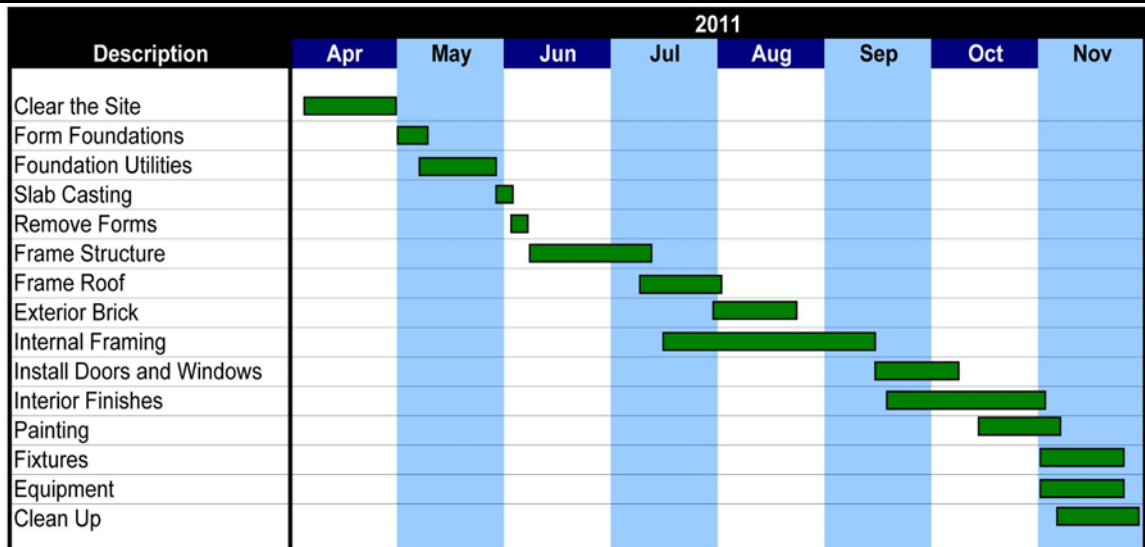 2011
Description Apr May Jun Jul Aug Sep Oct Nov
Clear the Site
Form Foundations
Foundation Utilities
Slab Casting
Remove Forms
Frame Structure
Frame Roof
Exterior Brick
Internal Framing
Install Doors and Windows
Interior Finishes
Painting
Fixtures
Equipment
Clean Up